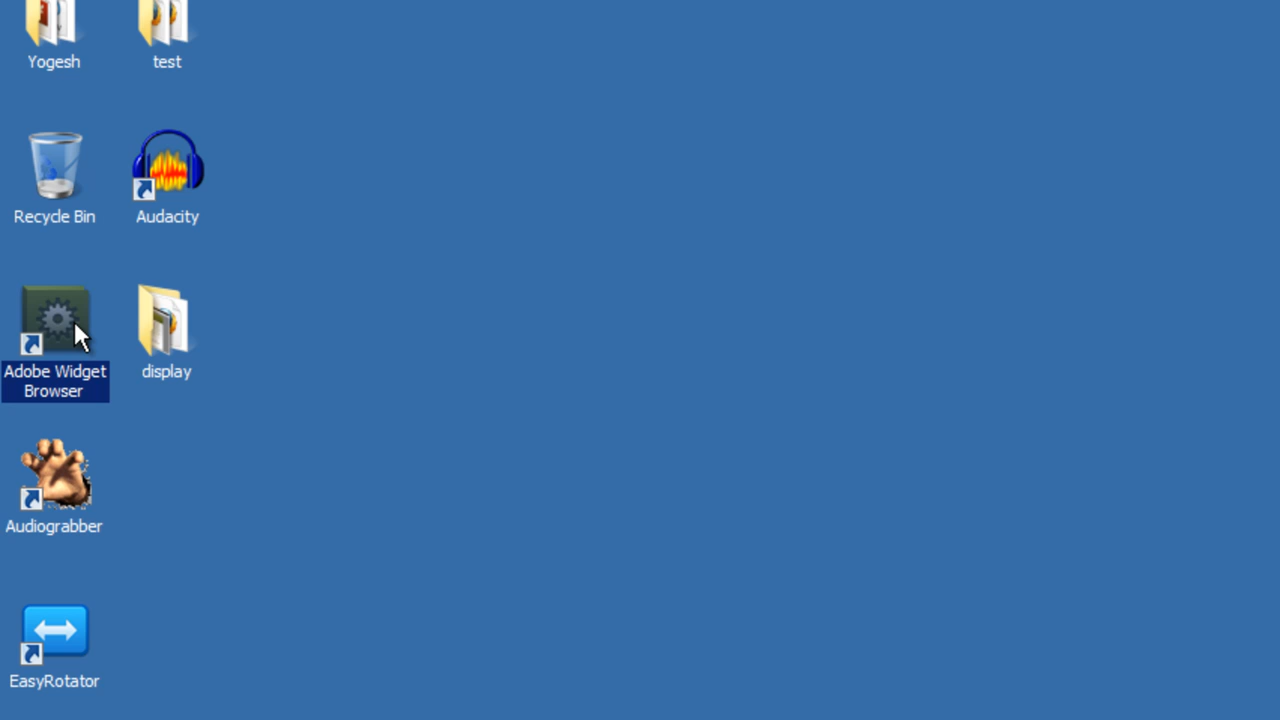 Yogesh
test
Recycle Bin
Audacity
Adobe Widget
Browser
display
Audiograbber
EasyRotator